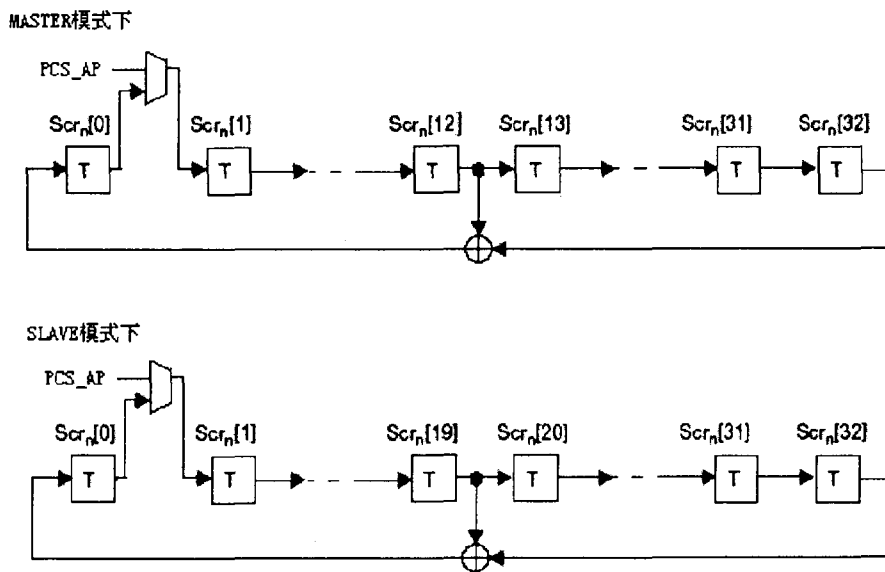 MASTER模式下
PCS_AP
Scrn[0] Scrn[1] Scrn[12] Scrn[13] Scrn[31] Scrn[32]
T T T T T T
SLAVE模式下
PCS_AP
Scrn[0] Scrn[1] Scrn[19] Scrn[20] Scrn[31] Scrn[32]
T T T T T T